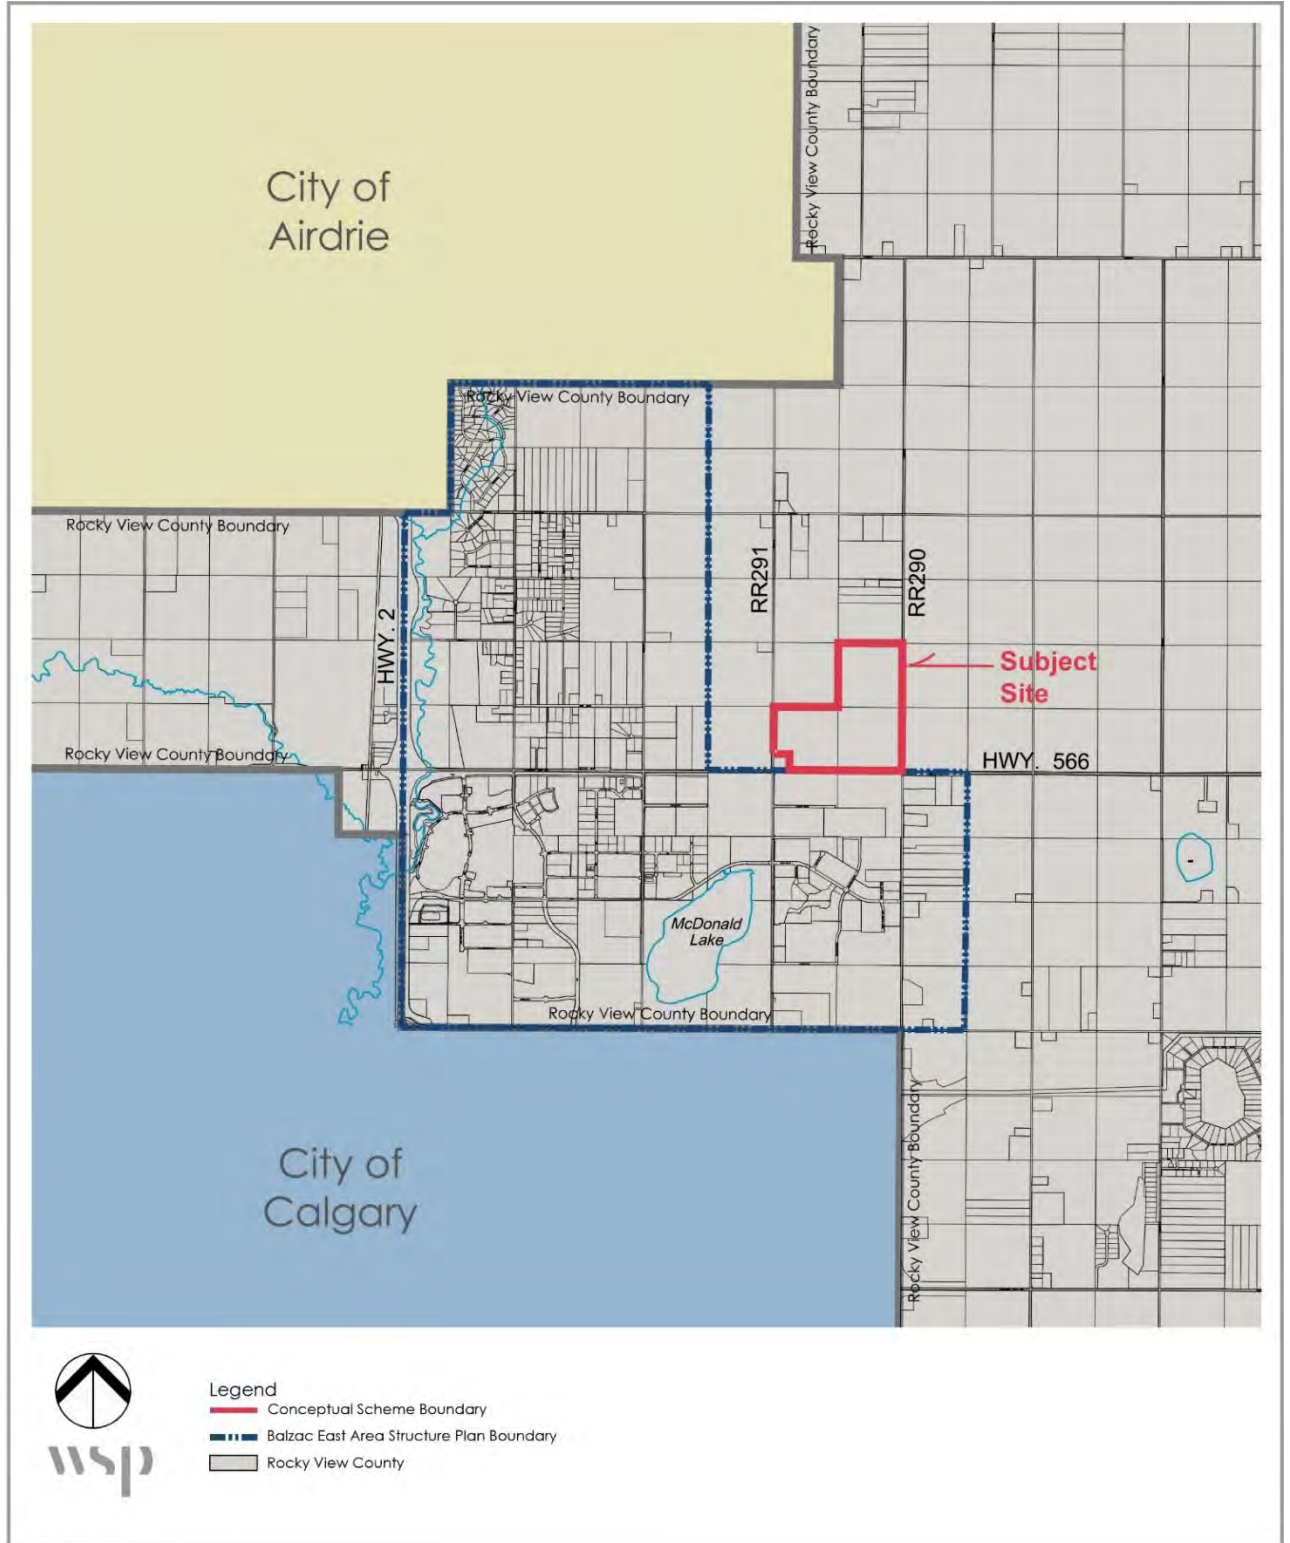 Rocky View County Boundary
City of
Airdrie
Rocky View County Boundary
Rocky View County Boundary
HWY. 2
RR291
RR290
Subject
Site
Rocky View County Boundary
HWY. 566
McDonald
Lake
Rocky View County Boundary
City of
Calgary
Rocky View County Boundary
Legend
Conceptual Scheme Boundary
Balzac East Area Structure Plan Boundary
Rocky View County
wsp